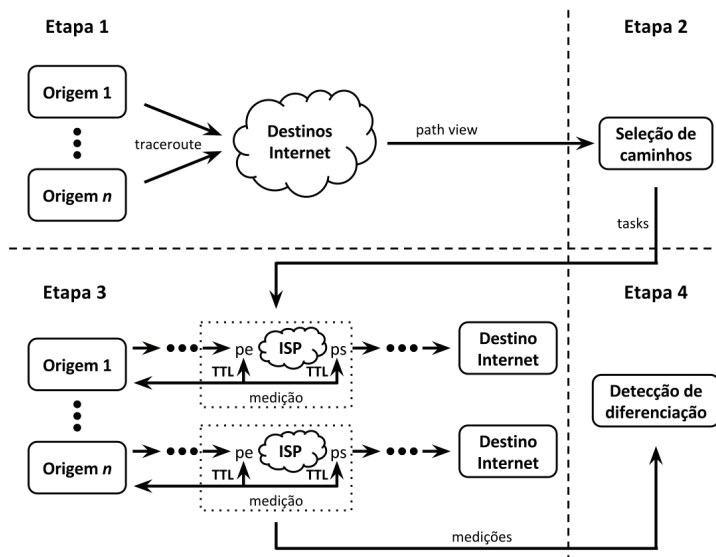 Etapa 1
Etapa 2
Origem 1
traceroute
Origem n
Destinos
Internet
path view
Seleção de
caminhos
tasks
Etapa 3
Etapa 4
Origem 1
pe
ISP
ps
TTL
TTL
medição
Destino
Internet
Detecção de
diferenciação
Origem n
pe
ISP
ps
TTL
TTL
medição
Destino
Internet
medições